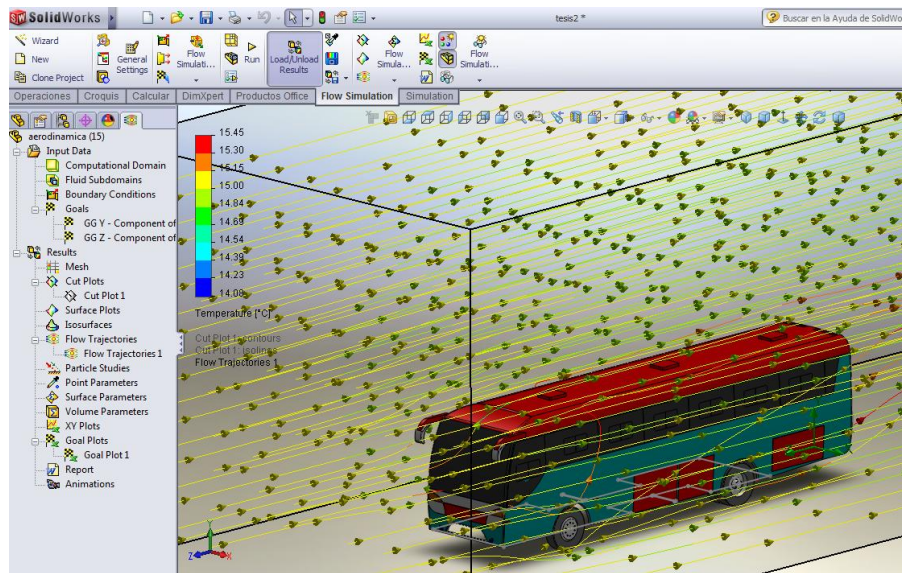 SolidWorks
tesis2 *
Buscar en la Ayuda de SolidWo
Wizard
New
Clone Project
General
Settings
Flow
Simulati...
Run
Load/Unload
Results
Flow
Simula...
Flow
Simulati...
Operaciones Croquis Calcular DimXpert Productos Office Flow Simulation Simulation
aerodinamica (15)
Input Data
Computational Domain
Fluid Subdomains
Boundary Conditions
Goals
GG Y - Component of
GG Z - Component of
Results
Mesh
Cut Plots
Cut Plot 1
Surface Plots
Isosurfaces
Flow Trajectories
Flow Trajectories 1
Particle Studies
Point Parameters
Surface Parameters
Volume Parameters
XY Plots
Goal Plots
Goal Plot 1
Report
Animations
15.45
15.30
15.15
15.00
14.84
14.69
14.54
14.39
14.23
14.08
Temperature [°C]
Cut Plot 1: contours
Cut Plot 1: isolines
Flow Trajectories 1
Y
Z
X